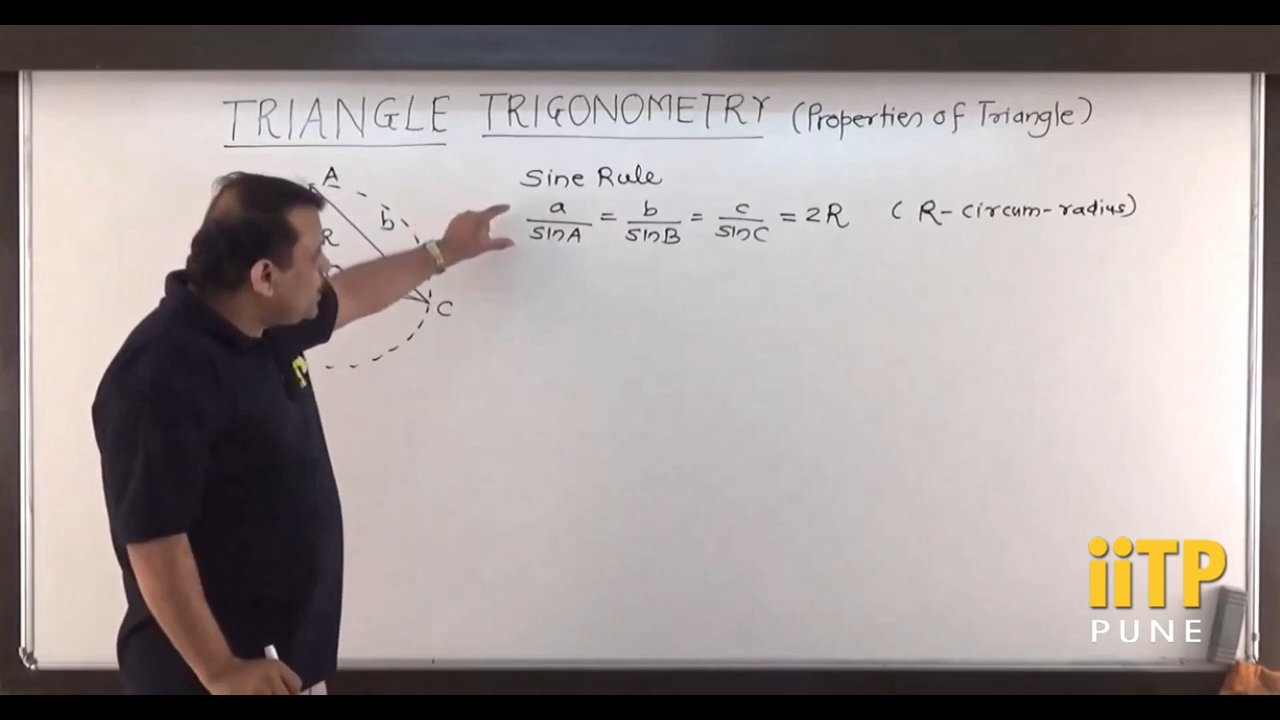 TRIANGLE TRIGONOMETRY (Properties of Triangle)
A
b
R
C
Sine Rule
a/sinA = b/sinB = c/sinC = 2R ( R - circum-radius)
iiTP
PUNE